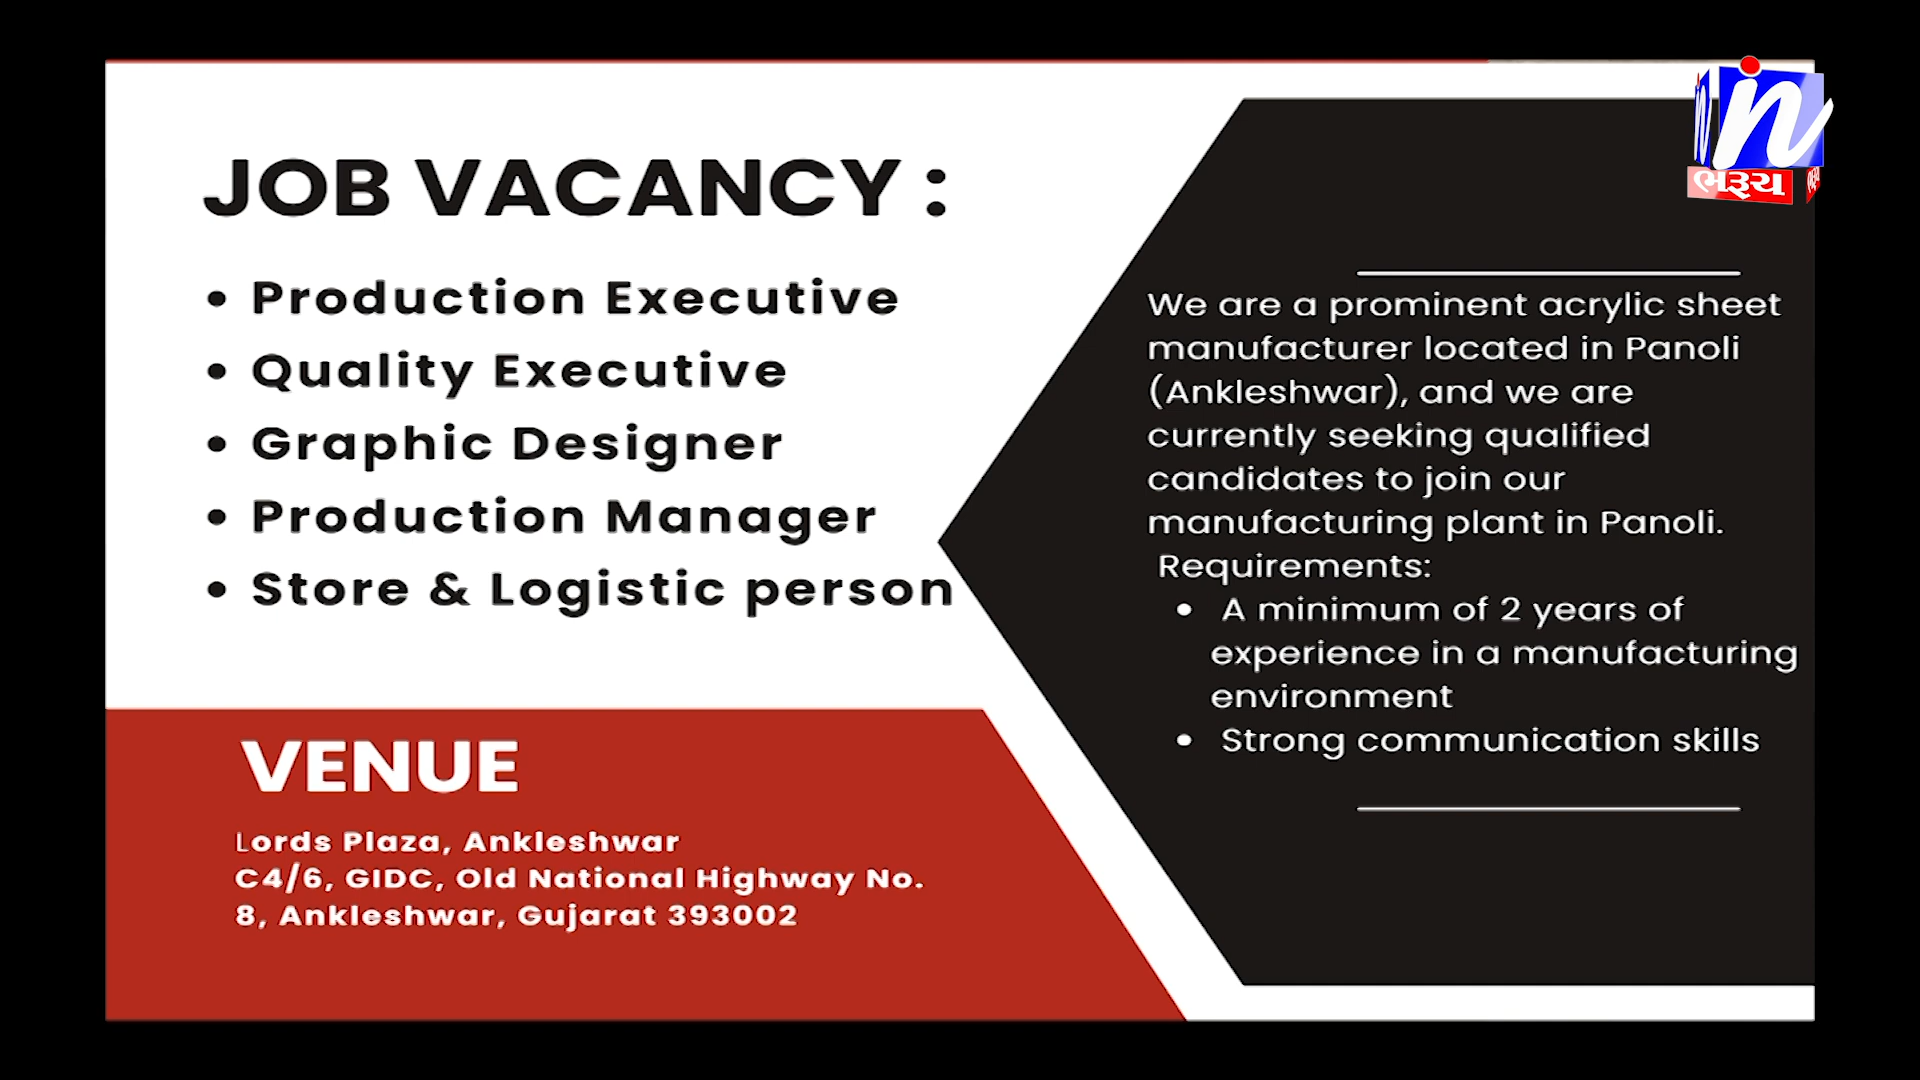 JOB VACANCY :
• Production Executive
• Quality Executive
• Graphic Designer
• Production Manager
• Store & Logistic person
VENUE
Lords Plaza, Ankleshwar
C4/6, GIDC, Old National Highway No.
8, Ankleshwar, Gujarat 393002
in
ભરૂચ
We are a prominent acrylic sheet
manufacturer located in Panoli
(Ankleshwar), and we are
currently seeking qualified
candidates to join our
manufacturing plant in Panoli.
Requirements:
• A minimum of 2 years of
experience in a manufacturing
environment
• Strong communication skills